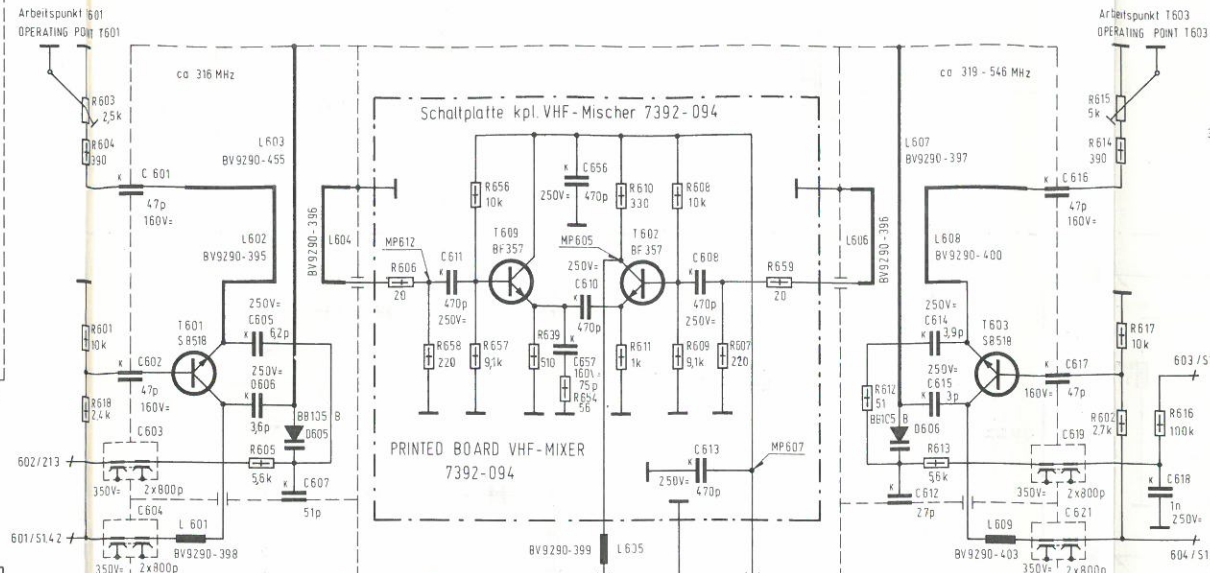 Arbeitspunkt T601
OPERATING POINT T601
ca 316 MHz
R603
2,5k
R604
390
C 601
47p
160V=
L603
BV9290-455
L602
BV9290-395
R601
10k
C602
47p
160V=
R618
2,4k
T601
S8518
250V=
C605
6,2p
250V=
C606
3,6p
BB105 B
D605
C603
602/213
350V=
2x800p
R605
5,6k
C607
51p
C604
601/S1,42
350V=
2x800p
L 601
BV9290-398
BV9290-396
L604
Schaltplatte kpl. VHF-Mischer 7392-094
MP612
R606
20
C611
470p
250V=
R656
10k
T609
BF357
C656
250V=
470p
R610
330
R608
10k
MP605
T602
BF357
250V=
C610
470p
C608
470p
250V=
R659
20
R658
220
R657
9,1k
R639
510
C657
160V=
75p
R654
56
R611
1k
R609
9,1k
R607
220
PRINTED BOARD VHF-MIXER
7392-094
C613
250V=
470p
MP607
BV9290-399
L635
Arbeitspunkt T603
OPERATING POINT T603
ca 319 - 546 MHz
L607
BV9290-397
R615
5k
R614
390
C616
47p
160V=
L606
BV9290-396
L608
BV9290-400
250V=
C614
3,9p
250V=
C615
3p
T603
S8518
R617
10k
C617
160V=
47p
603/S1
R612
51
BB105 B
D606
R602
2,7k
R616
100k
R613
5,6k
C619
350V=
2x800p
C618
1n
250V=
C612
27p
L609
BV9290-403
C621
350V=
2x800p
604/S1